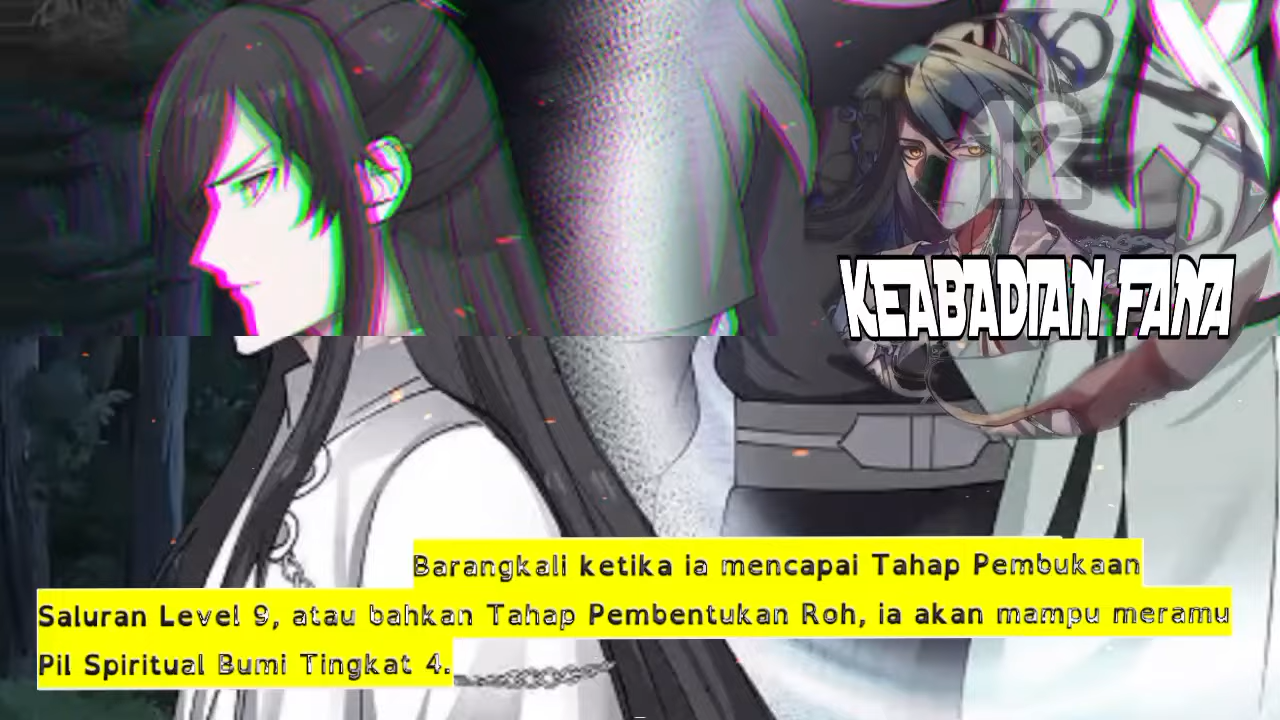 12
KEABADIAN FANA
Barangkali ketika ia mencapai Tahap Pembukaan
Saluran Level 9, atau bahkan Tahap Pembentukan Roh, ia akan mampu meramu
Pil Spiritual Bumi Tingkat 4.